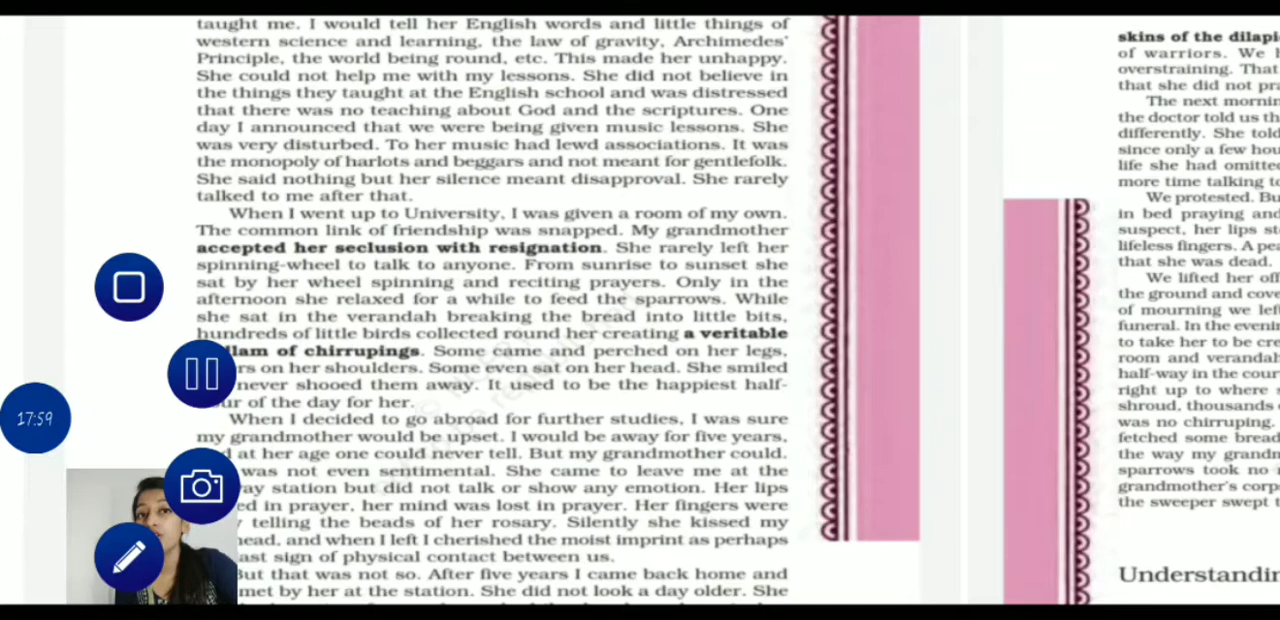 taught me. I would tell her English words and little things of
western science and learning, the law of gravity, Archimedes'
Principle, the world being round, etc. This made her unhappy.
She could not help me with my lessons. She did not believe in
the things they taught at the English school and was distressed
that there was no teaching about God and the scriptures. One
day I announced that we were being given music lessons. She
was very disturbed. To her music had lewd associations. It was
the monopoly of harlots and beggars and not meant for gentlefolk.
She said nothing but her silence meant disapproval. She rarely
talked to me after that.
When I went up to University, I was given a room of my own.
The common link of friendship was snapped. My grandmother
accepted her seclusion with resignation. She rarely left her
spinning-wheel to talk to anyone. From sunrise to sunset she
sat by her wheel spinning and reciting prayers. Only in the
afternoon she relaxed for a while to feed the sparrows. While
she sat in the verandah breaking the bread into little bits,
hundreds of little birds collected round her creating a veritable
of chirrupings. Some came and perched on her legs,
on her shoulders. Some even sat on her head. She smiled
never shooed them away. It used to be the happiest half-
of the day for her.
When I decided to go abroad for further studies, I was sure
my grandmother would be upset. I would be away for five years,
at her age one could never tell. But my grandmother could.
was not even sentimental. She came to leave me at the
station but did not talk or show any emotion. Her lips
in prayer, her mind was lost in prayer. Her fingers were
telling the beads of her rosary. Silently she kissed my
and when I left I cherished the moist imprint as perhaps
sign of physical contact between us.
But that was not so. After five years I came back home and
met by her at the station. She did not look a day older. She
17:59
skins of the
of warriors. We
overstraining. That
that she did not
The next
the doctor told us
differently. She told
since only a few
life she had omitted
more time talking
We protested.
in bed praying and
suspect, her lips
lifeless fingers. A
that she was dead.
We lifted her off
the ground and
of mourning we left
funeral. In the
to take her to be
room and verandah
half-way in the
right up to where
shroud, thousands
was no chirruping.
fetched some bread
the way my
sparrows took no
grandmother's
the sweeper swept